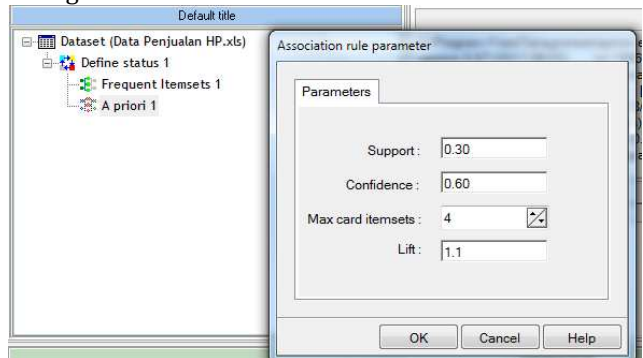 Default title
Dataset (Data Penjualan HP.xls)
Define status 1
Frequent Itemsets 1
A priori 1
Association rule parameter
Parameters
Support : 0.30
Confidence : 0.60
Max card itemsets : 4
Lift : 1.1
OK Cancel Help